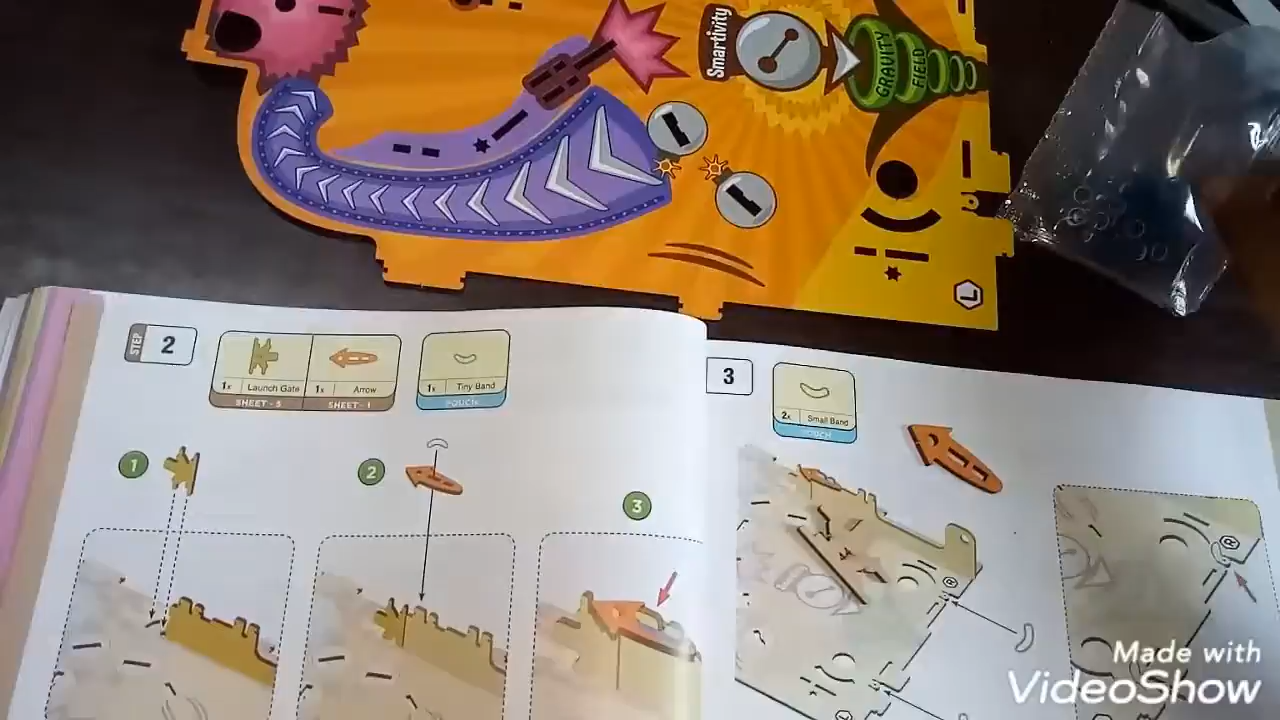 Smartivity
GRAVITY
FIELD
L
STEP 2
1x Launch Gate
1x Arrow
SHEET - 5
SHEET - 1
1x Tiny Band
POUCH
1
2
3
3
2x Small Band
POUCH
R
R
Made with
VideoShow